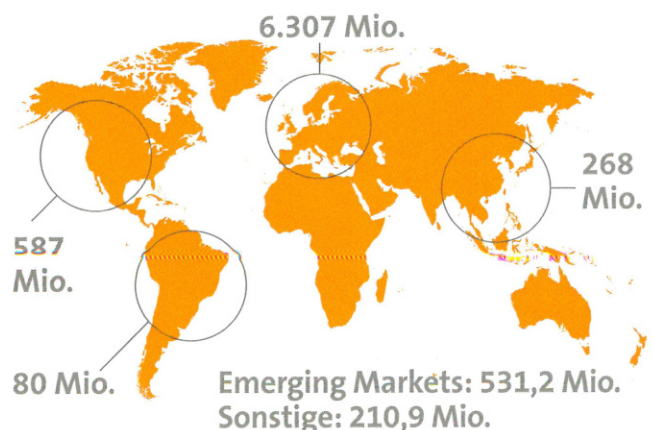 6.307 Mio.
268
Mio.
587
Mio.
80 Mio.
Emerging Markets: 531,2 Mio.
Sonstige: 210,9 Mio.